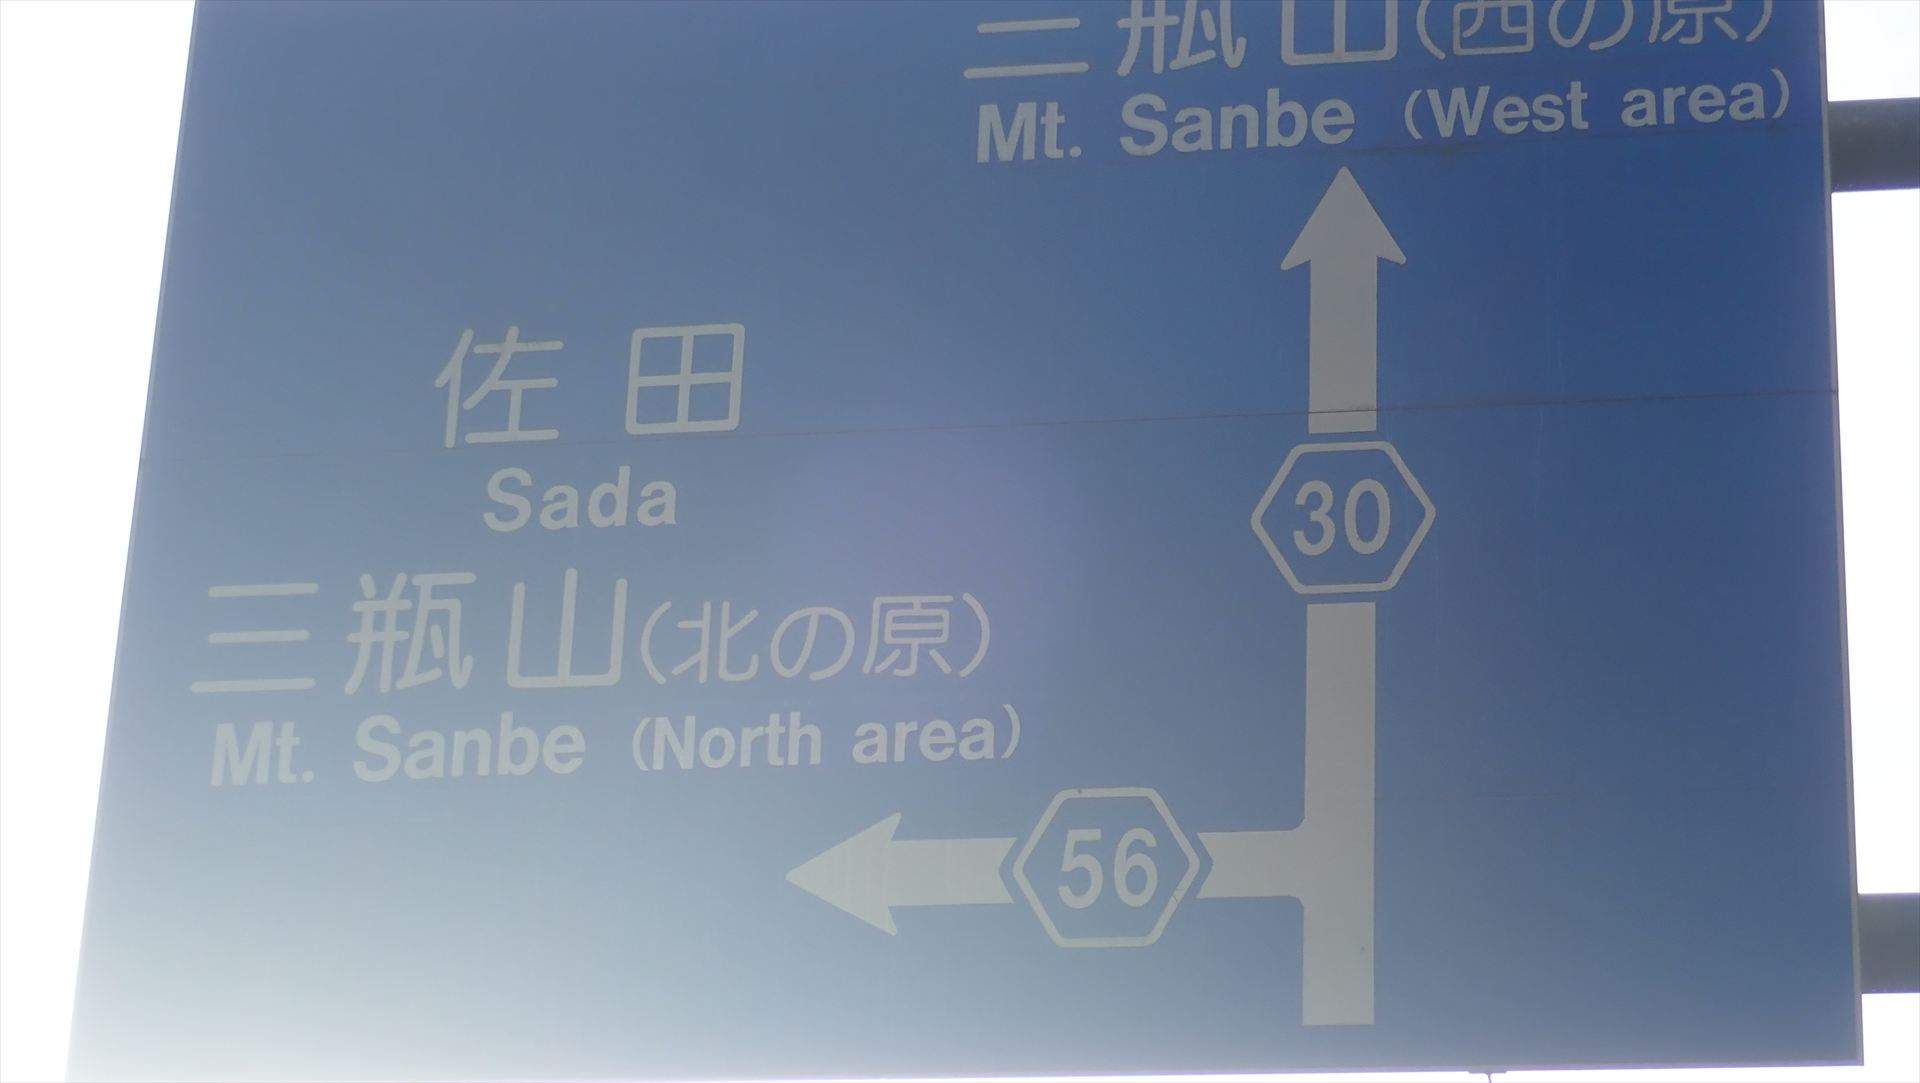 三瓶山(西の原)
Mt. Sanbe (West area)
佐田
Sada
30
三瓶山(北の原)
Mt. Sanbe (North area)
56